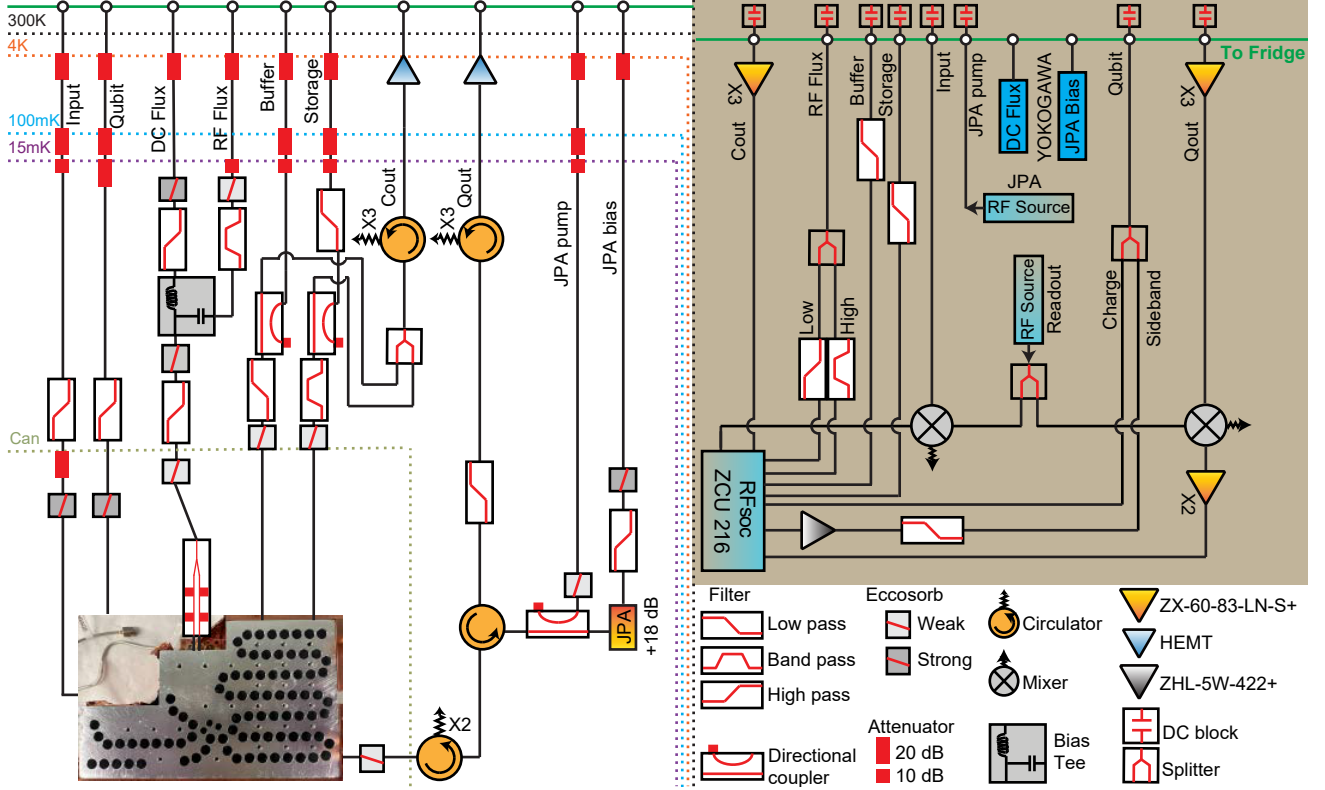 300K
4K
100mK
15mK
Can
Input
Qubit
DC Flux
RF Flux
Buffer
Storage
X3
Cout
X3
Qout
JPA pump
JPA bias
X2
JPA
+18 dB
To Fridge
X3
Cout
RF Flux
Buffer
Storage
Input
JPA pump
DC Flux
YOKOGAWA
JPA Bias
Qubit
X3
Qout
JPA
RF Source
Low
High
RF Source
Readout
Charge
Sideband
RFsoc
ZCU 216
X2
Filter
Low pass
Band pass
High pass
Directional
coupler
Eccosorb
Weak
Strong
Attenuator
20 dB
10 dB
Circulator
Mixer
Bias
Tee
ZX-60-83-LN-S+
HEMT
ZHL-5W-422+
DC block
Splitter